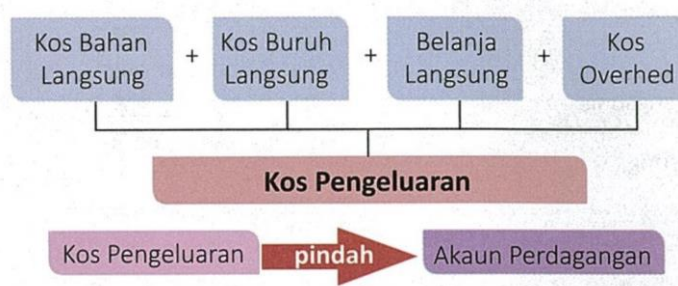 Kos Bahan + Kos Buruh + Belanja + Kos
Langsung Langsung Langsung Overhed
Kos Pengeluaran
Kos Pengeluaran pindah Akaun Perdagangan